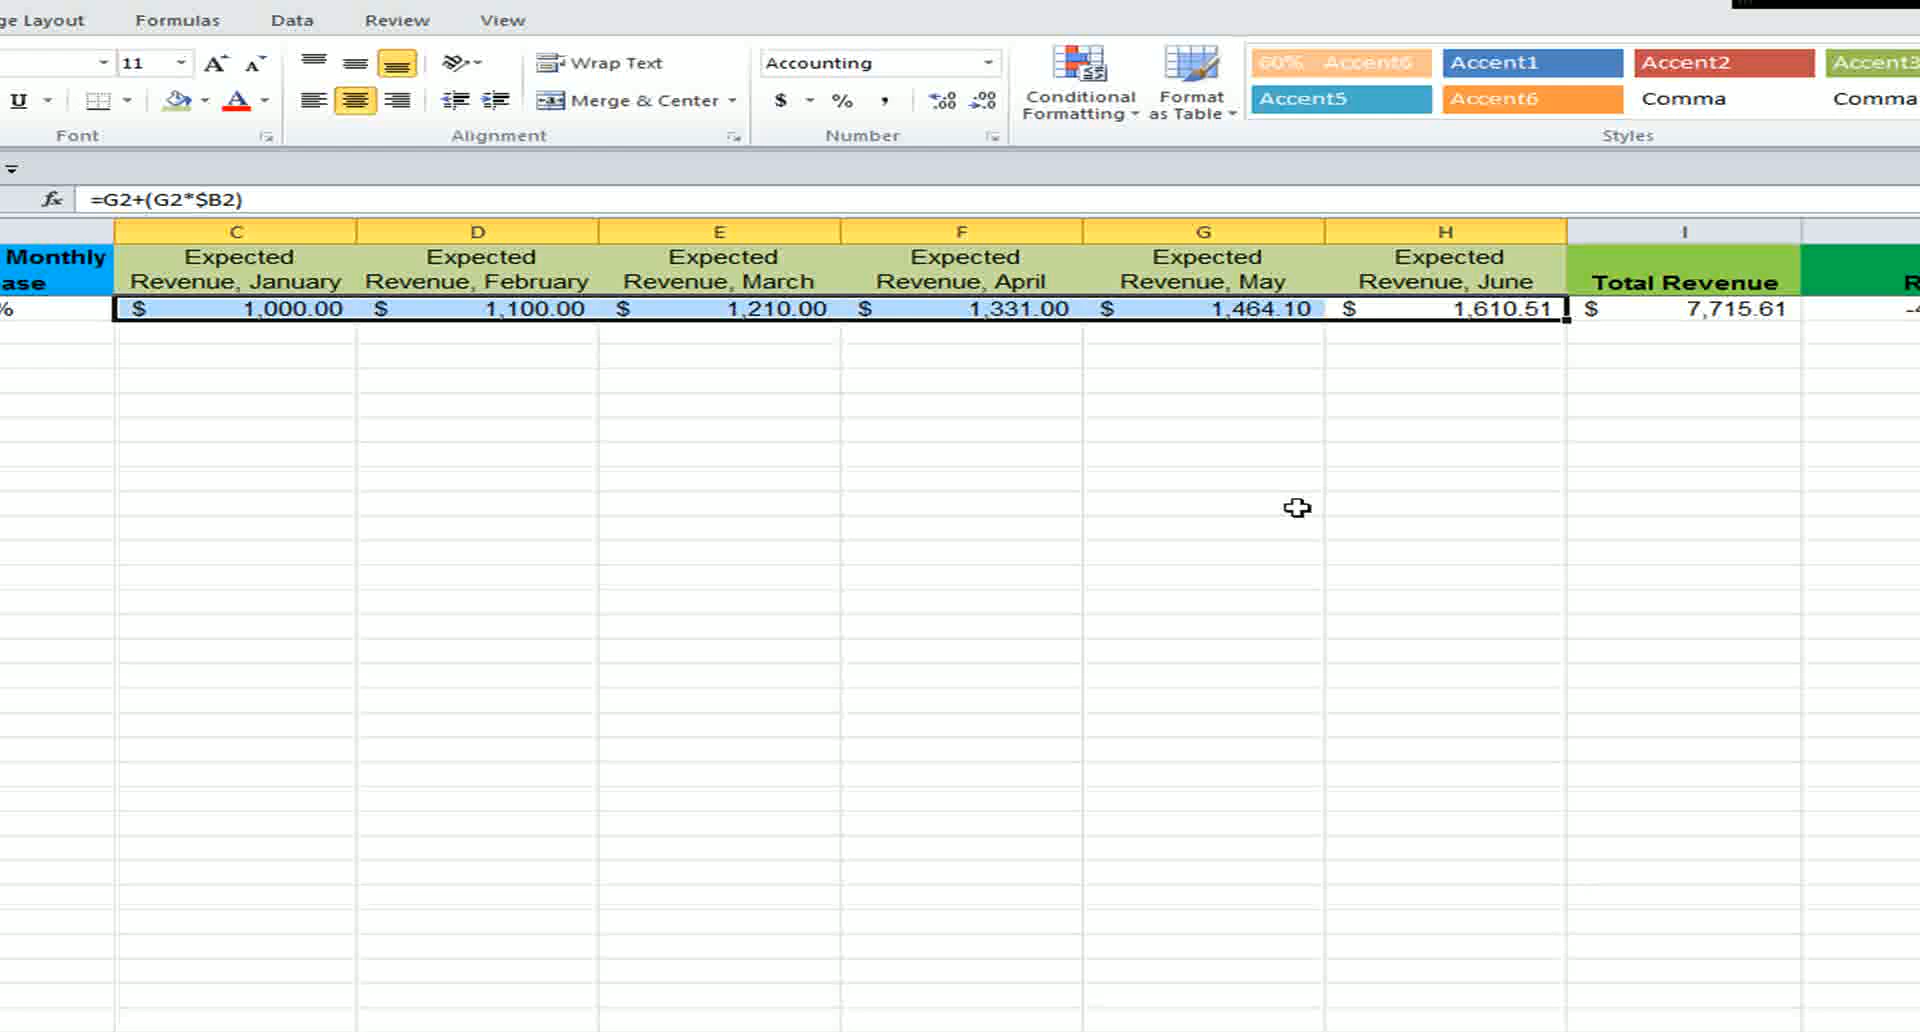 ge Layout Formulas Data Review View
11 A A Wrap Text Accounting 60% - Accent6 Accent1 Accent2 Accent3
U A Merge & Center $ % , .00 .00 Conditional Formatting Format as Table Accent5 Accent6 Comma Comma
Font Alignment Number Styles
fx =G2+(G2*$B2)
C D E F G H I
Monthly Expected Expected Expected Expected Expected Expected
ase Revenue, January Revenue, February Revenue, March Revenue, April Revenue, May Revenue, June Total Revenue R
% $ 1,000.00 $ 1,100.00 $ 1,210.00 $ 1,331.00 $ 1,464.10 $ 1,610.51 $ 7,715.61 -4